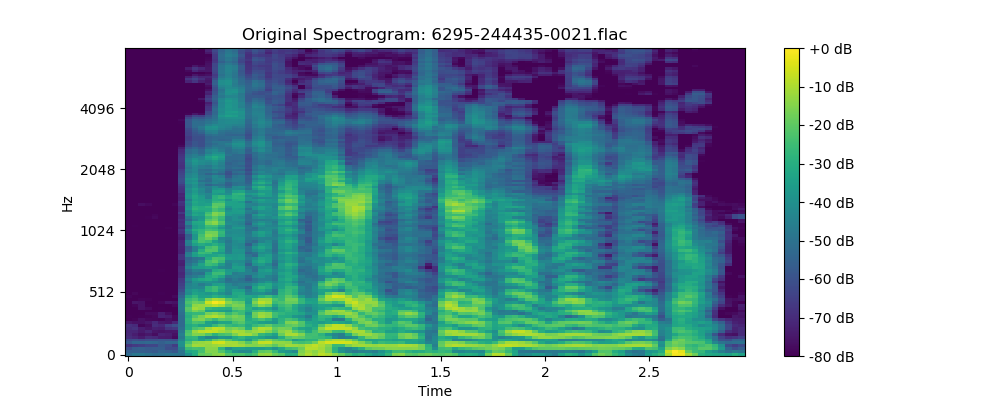 Original Spectrogram: 6295-244435-0021.flac
Hz
4096
2048
1024
512
0
0
0.5
1
1.5
2
2.5
Time
+0 dB
-10 dB
-20 dB
-30 dB
-40 dB
-50 dB
-60 dB
-70 dB
-80 dB